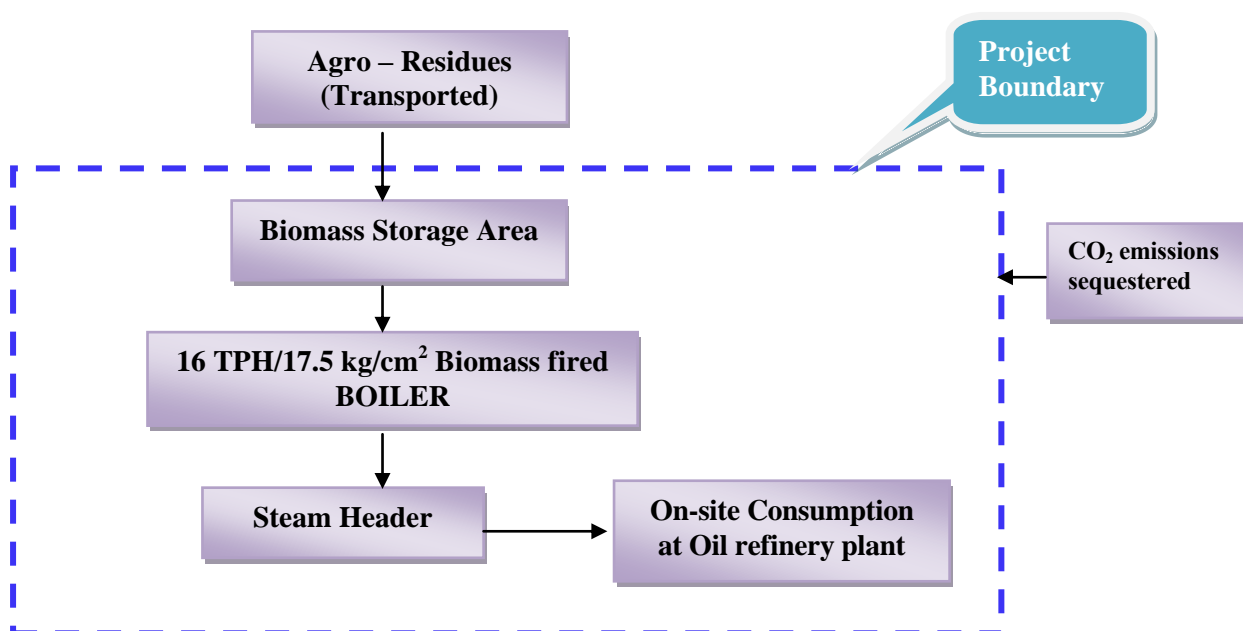 Agro – Residues
(Transported)
Project
Boundary
Biomass Storage Area
CO₂ emissions
sequestered
16 TPH/17.5 kg/cm² Biomass fired
BOILER
Steam Header
On-site Consumption
at Oil refinery plant